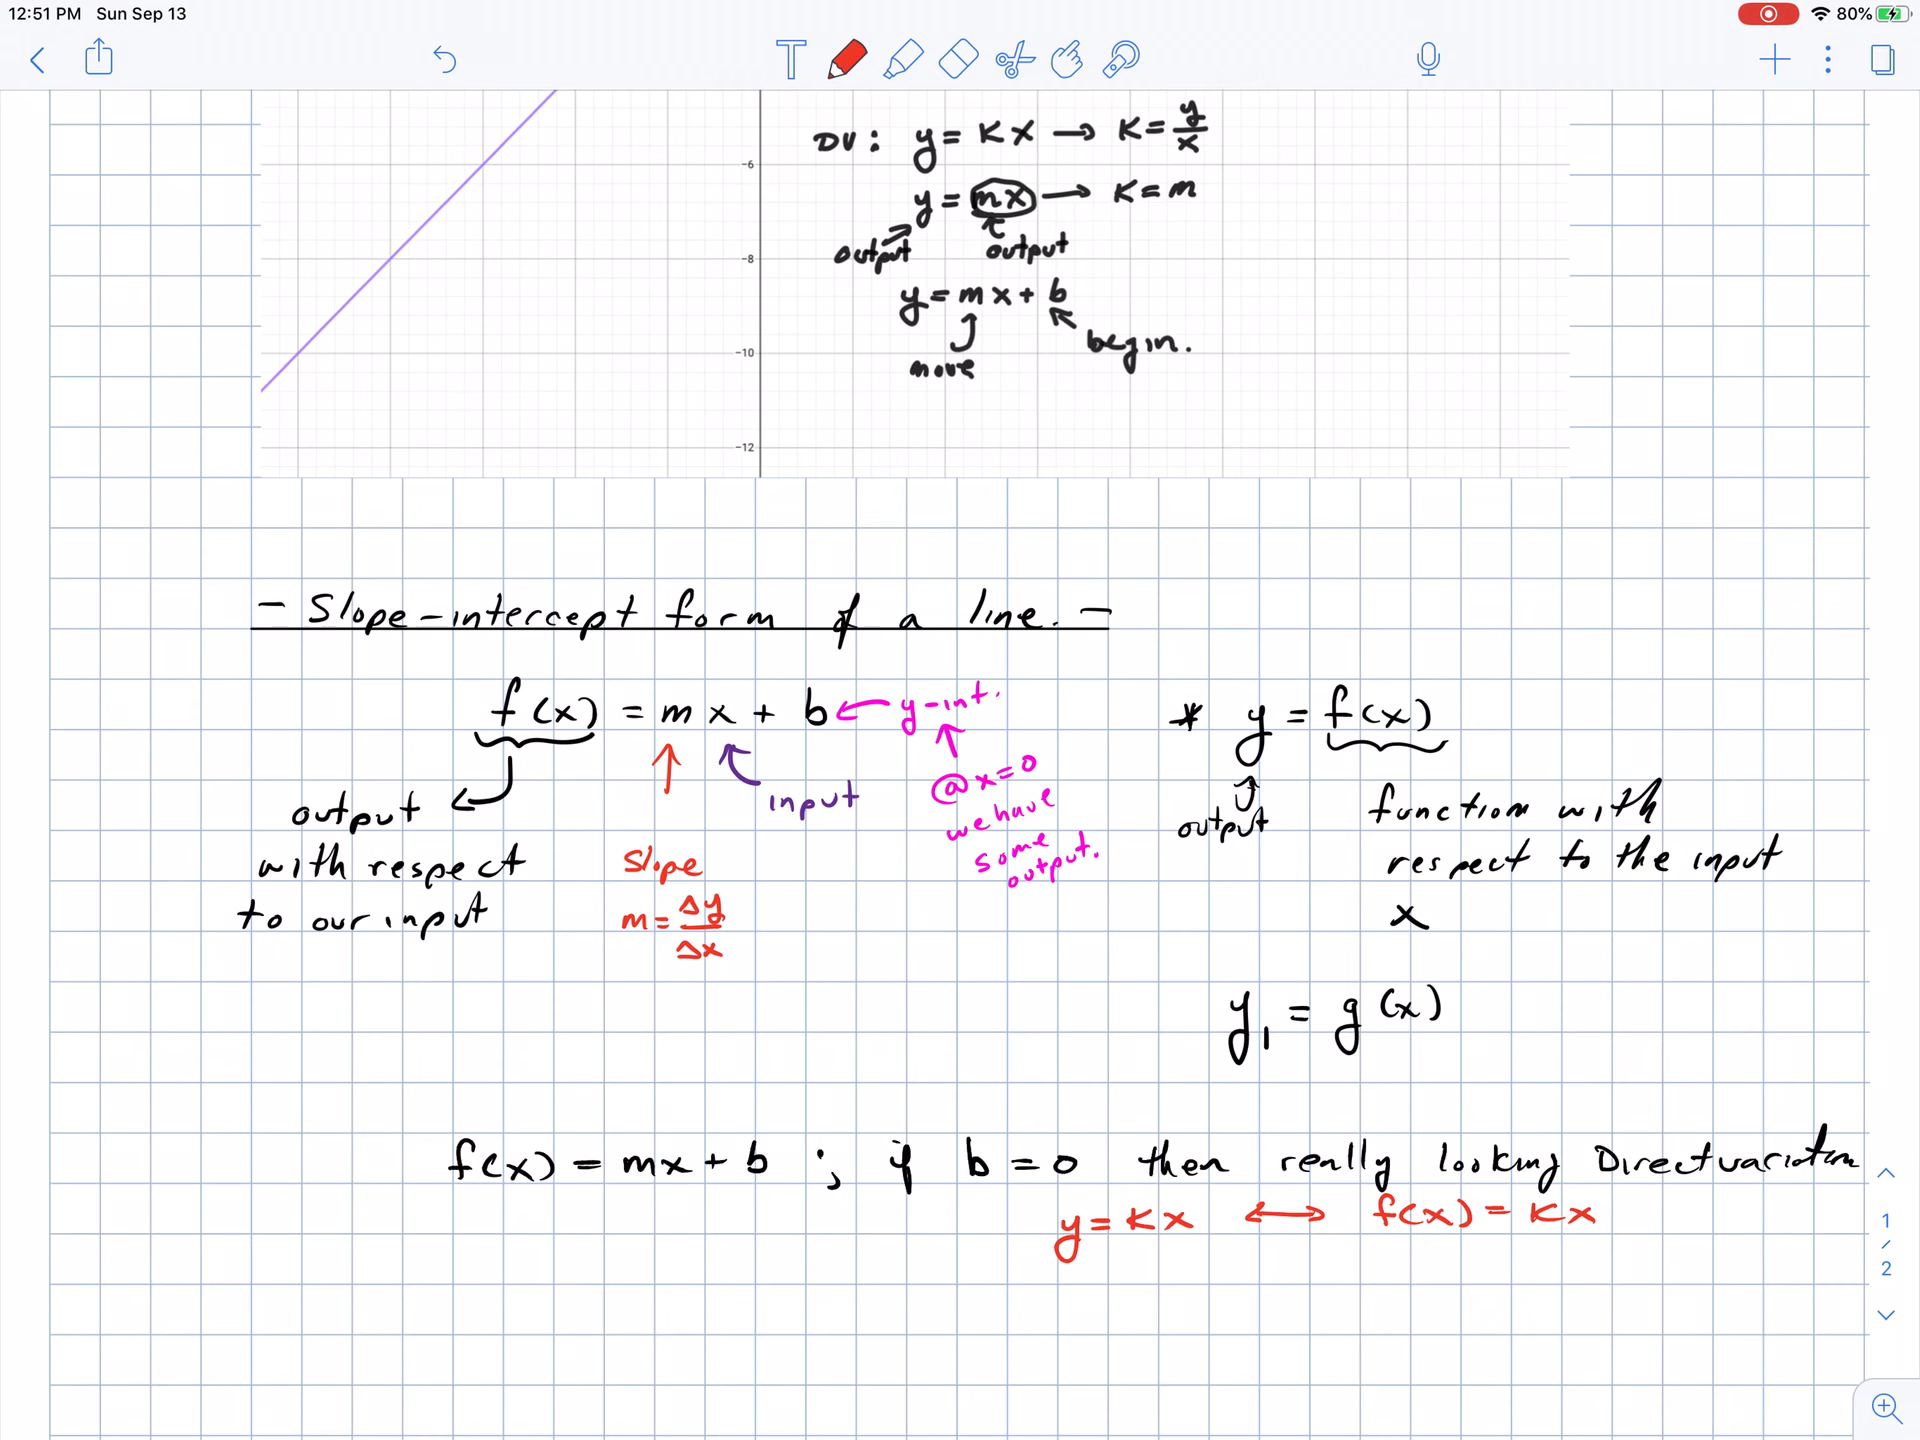 12:51 PM Sun Sep 13
80%
DV: y = Kx → K = y/x
-6
y = mx → K = m
output output
-8
y = mx + b
begin.
-10
move
-12
- Slope-intercept form of a line. -
f(x) = mx + b ← y-int.
* y = f(x)
@ x=0
we have
some
output.
input
output
with respect
to our input
Slope
m = Δy/Δx
output
function with
respect to the input
x
y₁ = g(x)
f(x) = mx + b ; if b = 0 then really looking Direct variation
y = Kx ↔ f(x) = Kx
1
/
2